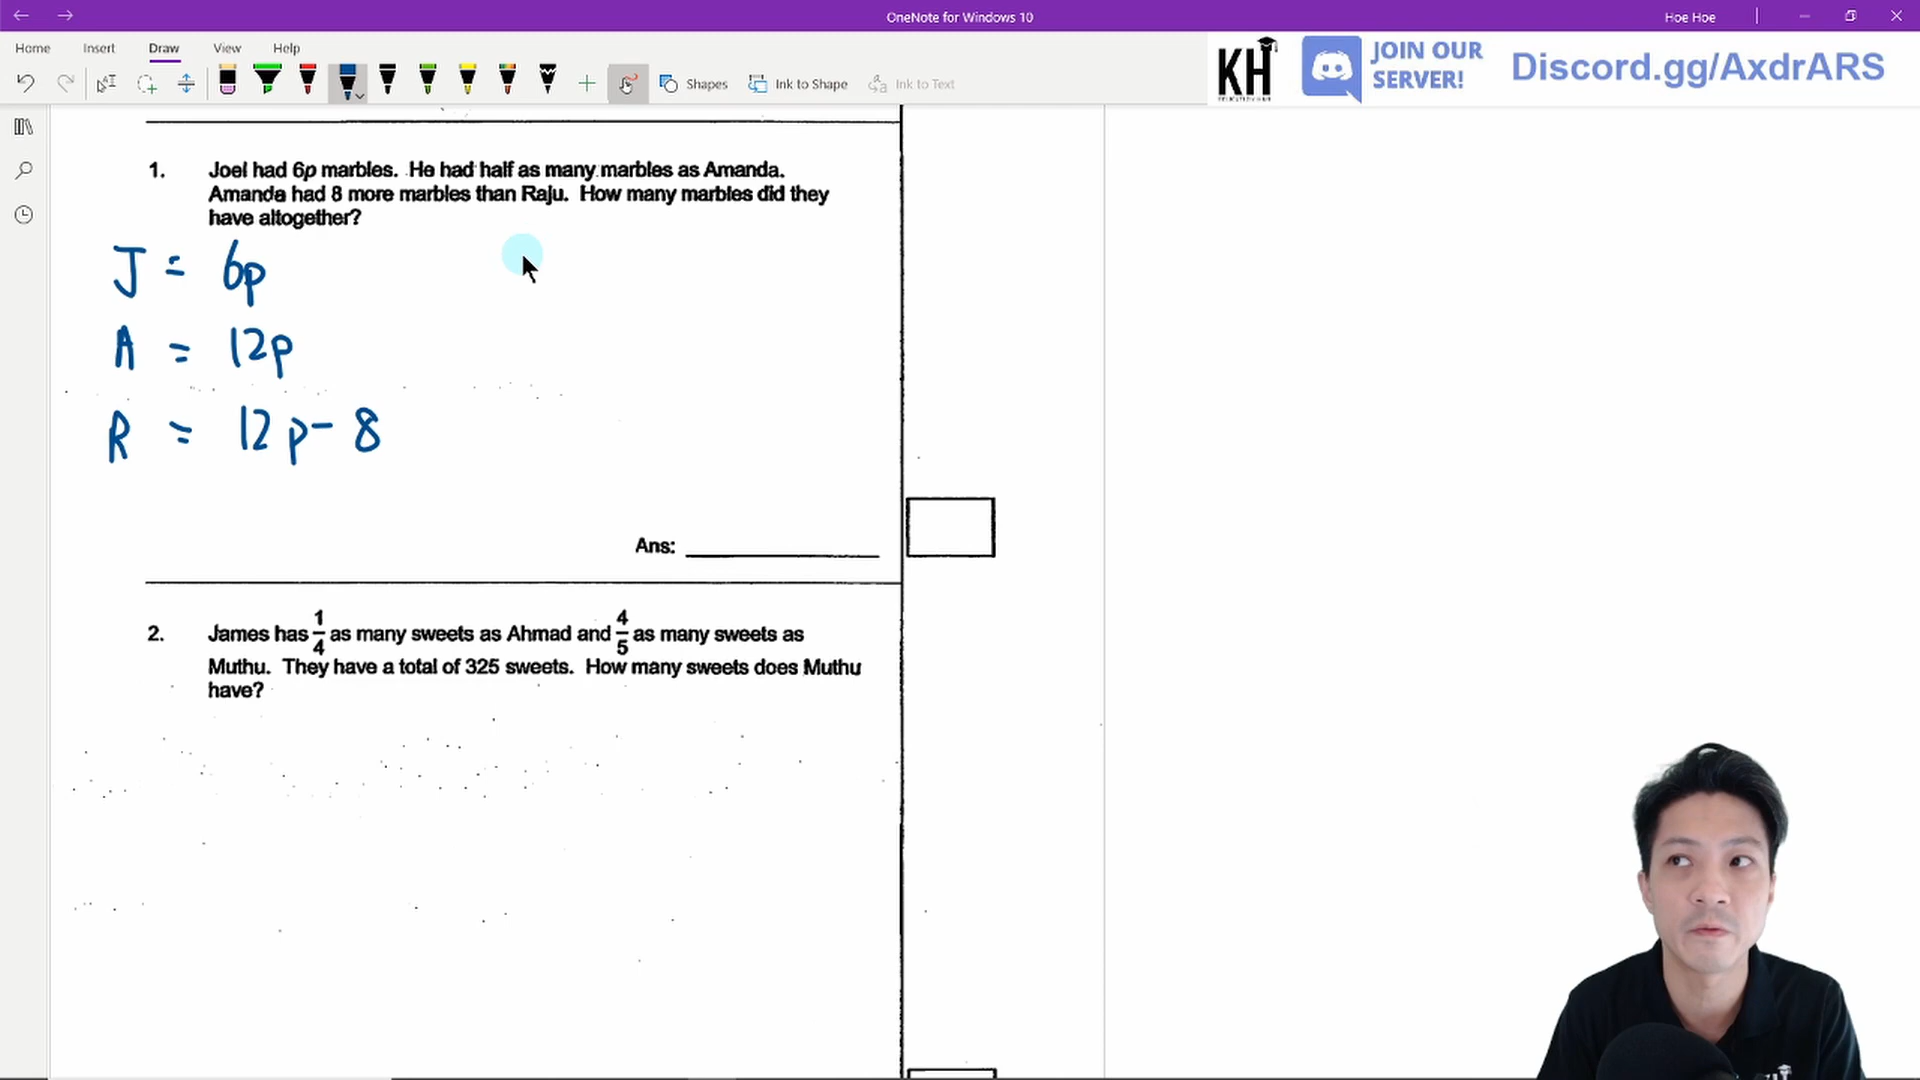 OneNote for Windows 10
Hoe Hoe
Home Insert Draw View Help
Shapes Ink to Shape Ink to Text
KH
JOIN OUR
SERVER!
Discord.gg/AxdrARS
1. Joel had 6p marbles. He had half as many marbles as Amanda.
Amanda had 8 more marbles than Raju. How many marbles did they
have altogether?
J = 6p
A = 12p
R = 12p - 8
Ans:
2. James has 1/4 as many sweets as Ahmad and 4/5 as many sweets as
Muthu. They have a total of 325 sweets. How many sweets does Muthu
have?